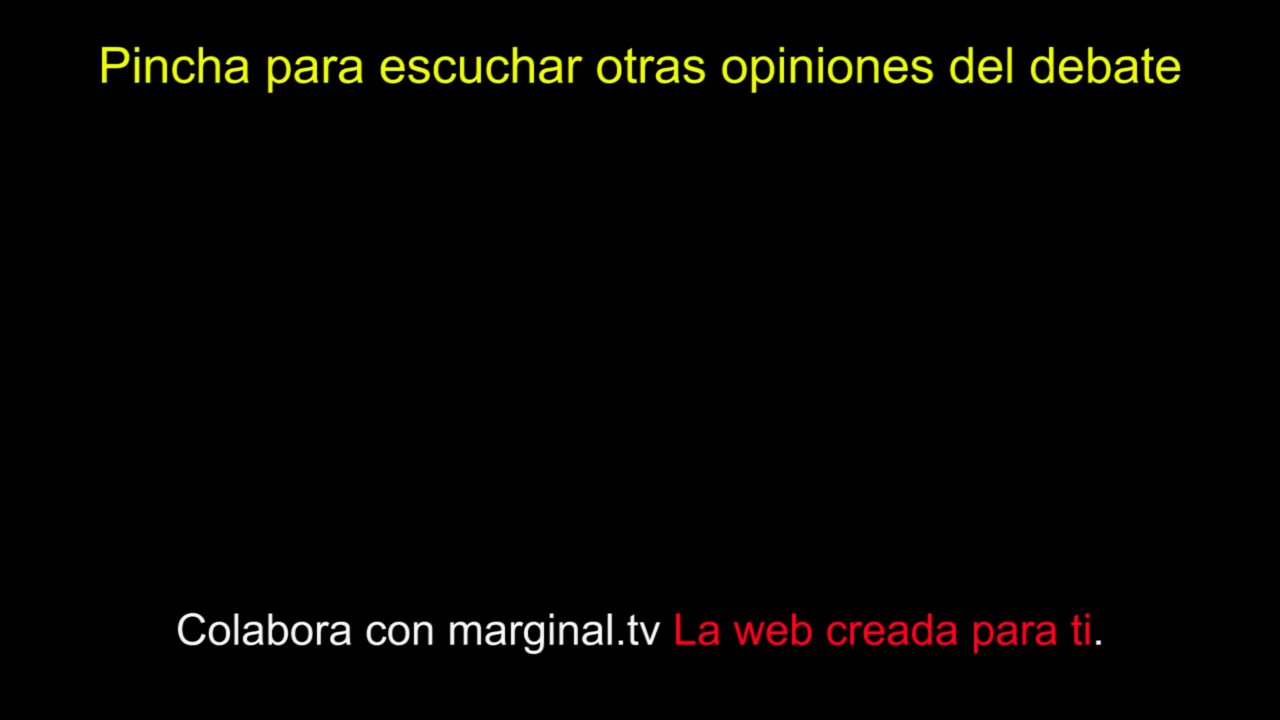 Pincha para escuchar otras opiniones del debate
Colabora con marginal.tv La web creada para ti.